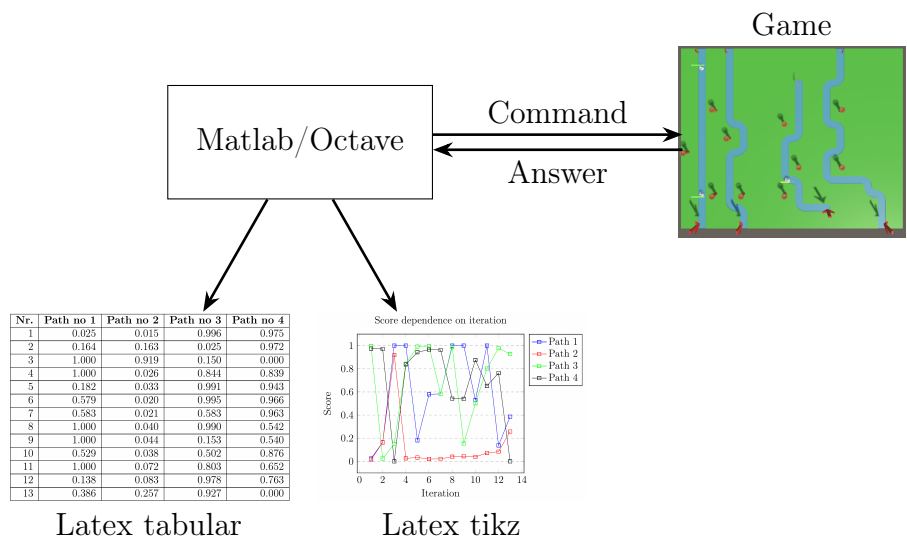 Game
Matlab/Octave
Command
Answer
Nr. Path no 1 Path no 2 Path no 3 Path no 4
1 0.025 0.015 0.996 0.975
2 0.164 0.163 0.025 0.972
3 1.000 0.919 0.150 0.000
4 1.000 0.026 0.844 0.839
5 0.182 0.033 0.991 0.943
6 0.579 0.020 0.995 0.966
7 0.583 0.021 0.583 0.963
8 1.000 0.040 0.990 0.542
9 1.000 0.044 0.153 0.540
10 0.529 0.038 0.502 0.876
11 1.000 0.072 0.803 0.652
12 0.138 0.083 0.978 0.763
13 0.386 0.257 0.927 0.000
Latex tabular
Score dependence on iteration
Path 1
Path 2
Path 3
Path 4
Score
1
0.8
0.6
0.4
0.2
0
0 2 4 6 8 10 12 14
Iteration
Latex tikz